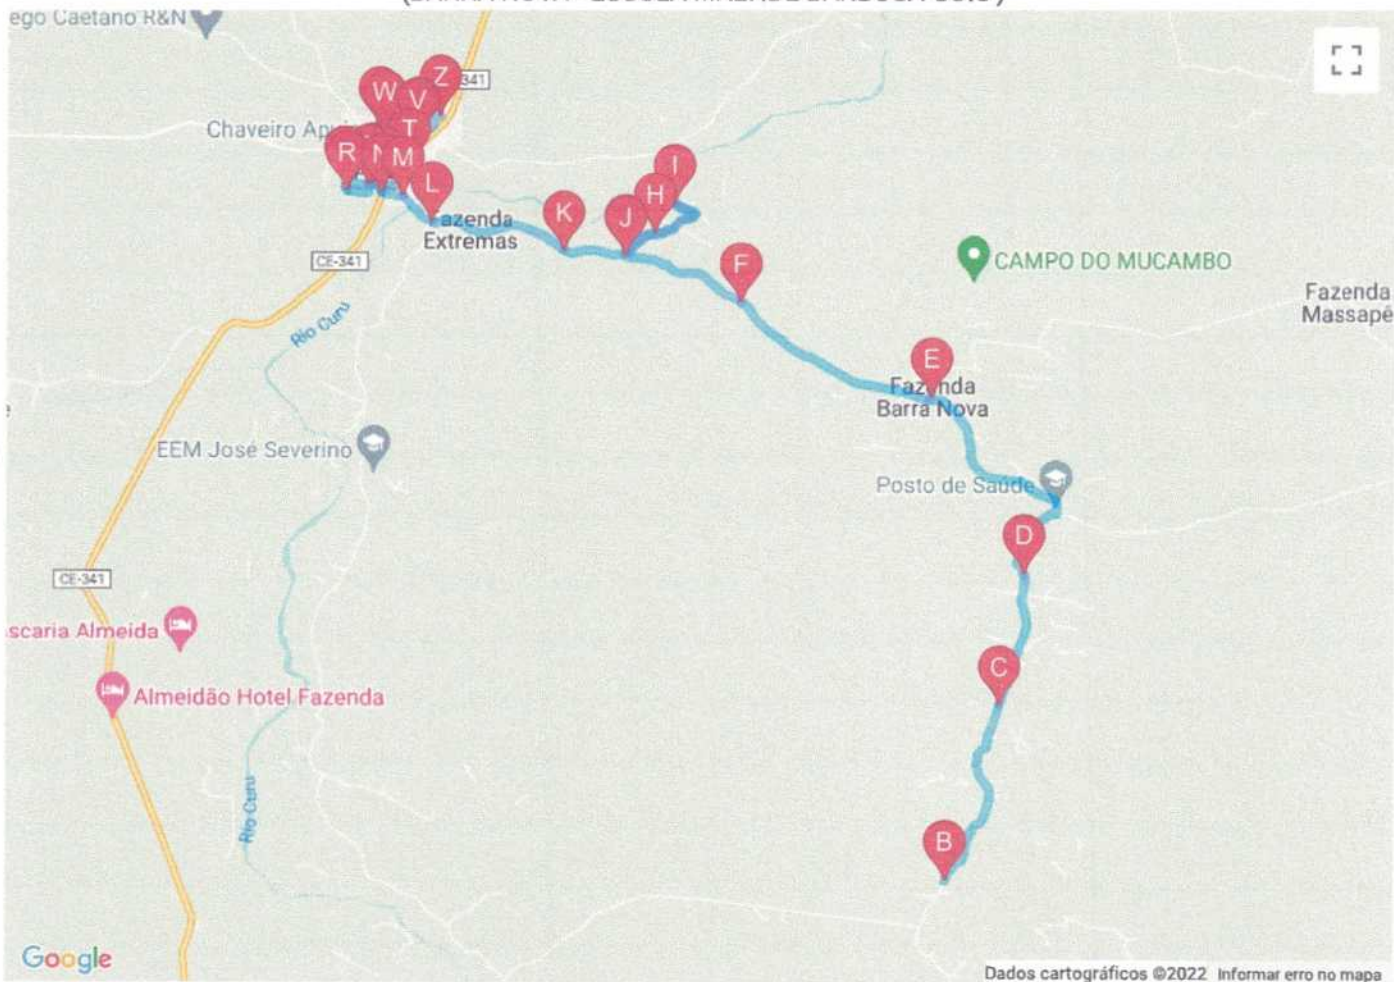 ego Caetano R&N
341
Z
W
V
Chaveiro
T
R
N
M
I
L
H
K
J
Fazenda
Extremas
F
CE-341
CAMPO DO MUCAMBO
Fazenda
Massapê
Rio Curu
E
Fazenda
Barra Nova
EEM José Severino
Posto de Saúde
D
CE-341
scaria Almeida
C
Almeidão Hotel Fazenda
Rio Curu
B
Google
Dados cartográficos ©2022 Informar erro no mapa